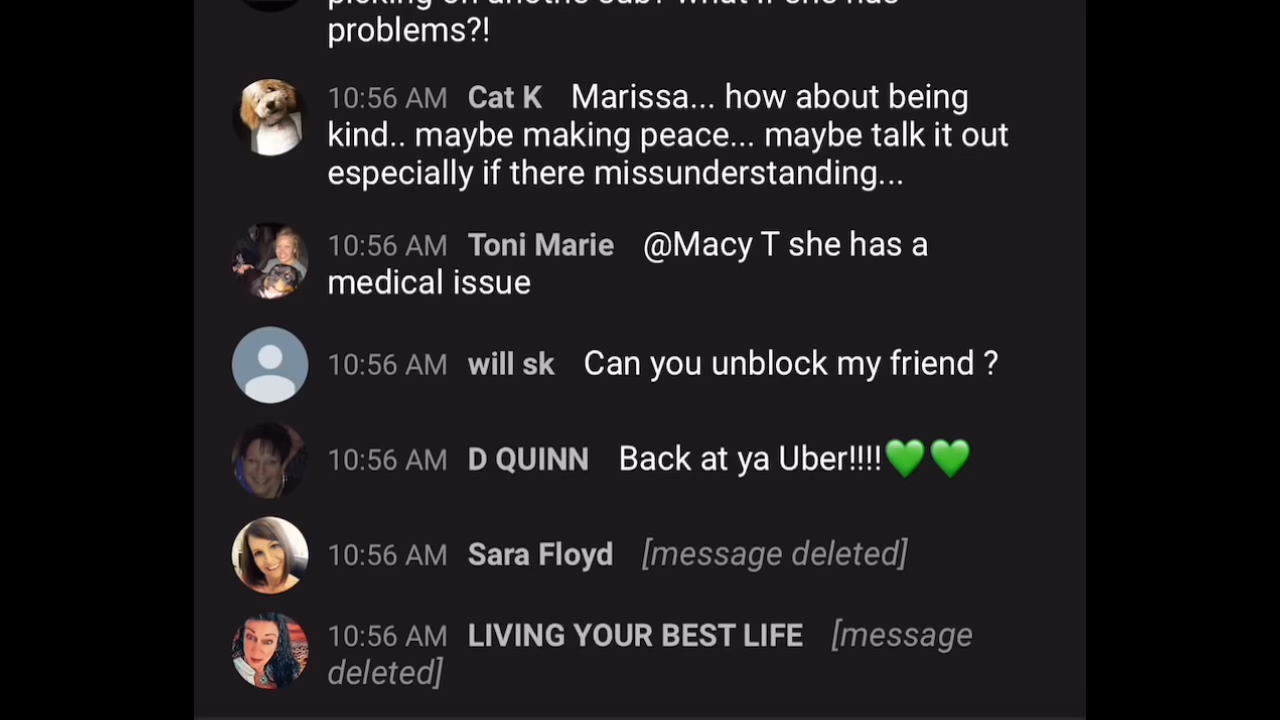 problems?!
10:56 AM Cat K Marissa... how about being
kind.. maybe making peace... maybe talk it out
especially if there missunderstanding...
10:56 AM Toni Marie @Macy T she has a
medical issue
10:56 AM will sk Can you unblock my friend ?
10:56 AM D QUINN Back at ya Uber!!!!💚💚
10:56 AM Sara Floyd [message deleted]
10:56 AM LIVING YOUR BEST LIFE [message
deleted]